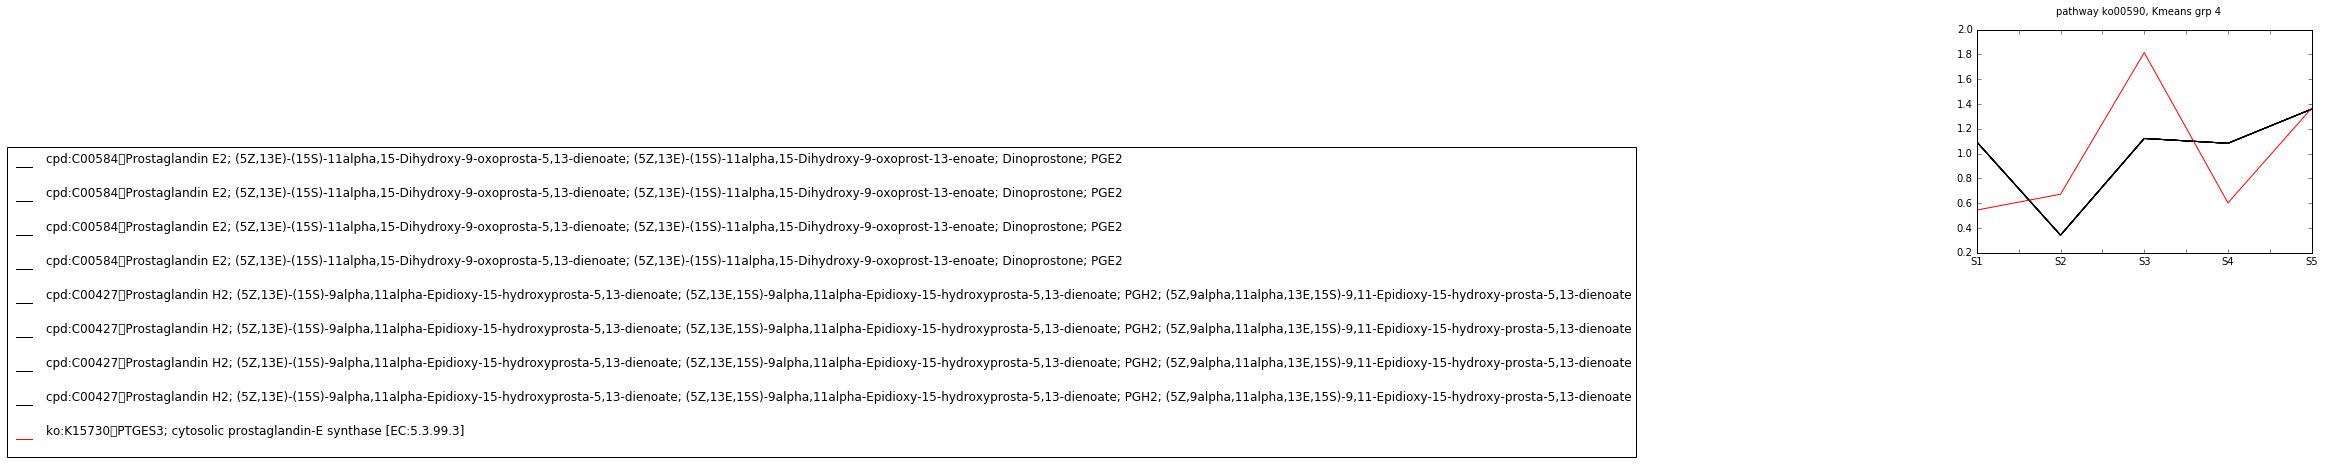 pathway ko00590, Kmeans grp 4
2.0
1.8
1.6
1.4
1.2
1.0
0.8
0.6
0.4
0.2
S1 S2 S3 S4 S5
cpd:C00584▯Prostaglandin E2; (5Z,13E)-(15S)-11alpha,15-Dihydroxy-9-oxoprosta-5,13-dienoate; (5Z,13E)-(15S)-11alpha,15-Dihydroxy-9-oxoprost-13-enoate; Dinoprostone; PGE2
cpd:C00584▯Prostaglandin E2; (5Z,13E)-(15S)-11alpha,15-Dihydroxy-9-oxoprosta-5,13-dienoate; (5Z,13E)-(15S)-11alpha,15-Dihydroxy-9-oxoprost-13-enoate; Dinoprostone; PGE2
cpd:C00584▯Prostaglandin E2; (5Z,13E)-(15S)-11alpha,15-Dihydroxy-9-oxoprosta-5,13-dienoate; (5Z,13E)-(15S)-11alpha,15-Dihydroxy-9-oxoprost-13-enoate; Dinoprostone; PGE2
cpd:C00584▯Prostaglandin E2; (5Z,13E)-(15S)-11alpha,15-Dihydroxy-9-oxoprosta-5,13-dienoate; (5Z,13E)-(15S)-11alpha,15-Dihydroxy-9-oxoprost-13-enoate; Dinoprostone; PGE2
cpd:C00427▯Prostaglandin H2; (5Z,13E)-(15S)-9alpha,11alpha-Epidioxy-15-hydroxyprosta-5,13-dienoate; (5Z,13E,15S)-9alpha,11alpha-Epidioxy-15-hydroxyprosta-5,13-dienoate; PGH2; (5Z,9alpha,11alpha,13E,15S)-9,11-Epidioxy-15-hydroxy-prosta-5,13-dienoate
cpd:C00427▯Prostaglandin H2; (5Z,13E)-(15S)-9alpha,11alpha-Epidioxy-15-hydroxyprosta-5,13-dienoate; (5Z,13E,15S)-9alpha,11alpha-Epidioxy-15-hydroxyprosta-5,13-dienoate; PGH2; (5Z,9alpha,11alpha,13E,15S)-9,11-Epidioxy-15-hydroxy-prosta-5,13-dienoate
cpd:C00427▯Prostaglandin H2; (5Z,13E)-(15S)-9alpha,11alpha-Epidioxy-15-hydroxyprosta-5,13-dienoate; (5Z,13E,15S)-9alpha,11alpha-Epidioxy-15-hydroxyprosta-5,13-dienoate; PGH2; (5Z,9alpha,11alpha,13E,15S)-9,11-Epidioxy-15-hydroxy-prosta-5,13-dienoate
cpd:C00427▯Prostaglandin H2; (5Z,13E)-(15S)-9alpha,11alpha-Epidioxy-15-hydroxyprosta-5,13-dienoate; (5Z,13E,15S)-9alpha,11alpha-Epidioxy-15-hydroxyprosta-5,13-dienoate; PGH2; (5Z,9alpha,11alpha,13E,15S)-9,11-Epidioxy-15-hydroxy-prosta-5,13-dienoate
ko:K15730▯PTGES3; cytosolic prostaglandin-E synthase [EC:5.3.99.3]